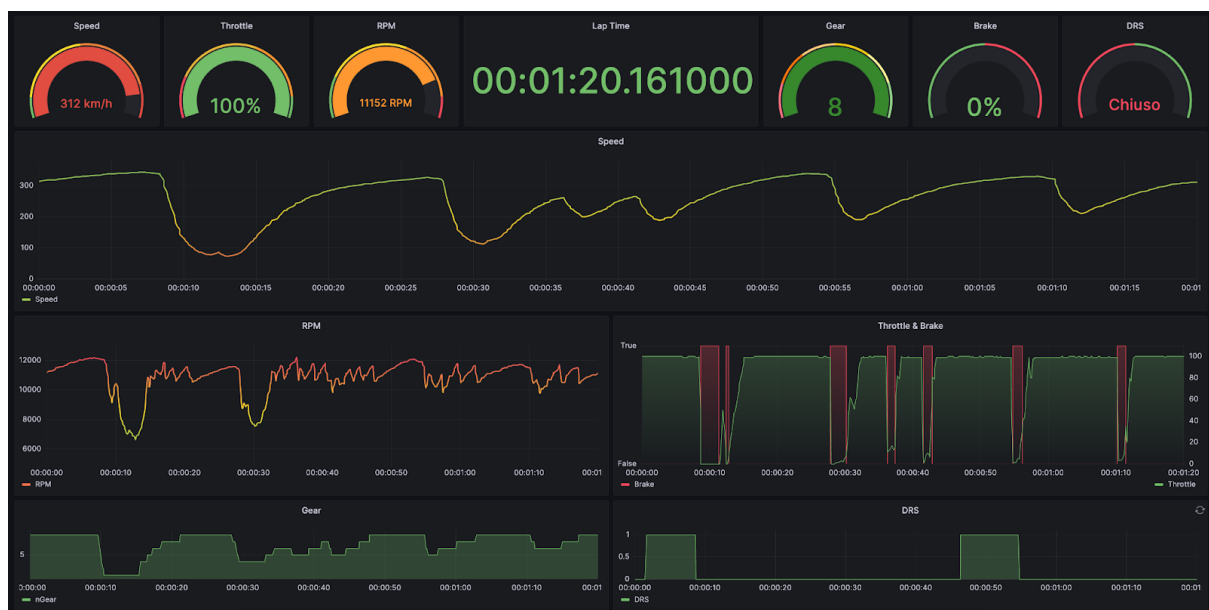 Speed
Throttle
RPM
Lap Time
Gear
Brake
DRS
312 km/h
100%
11152 RPM
00:01:20.161000
8
0%
Chiuso
Speed
300
200
100
0
00:00:00 00:00:05 00:00:10 00:00:15 00:00:20 00:00:25 00:00:30 00:00:35 00:00:40 00:00:45 00:00:50 00:00:55 00:01:00 00:01:05 00:01:10 00:01:15 00:01
Speed
RPM
12000
10000
8000
6000
00:00:00 00:00:10 00:00:20 00:00:30 00:00:40 00:00:50 00:01:00 00:01:10 00:01
RPM
Throttle & Brake
True
False
100
80
60
40
20
0
00:00:00 00:00:10 00:00:20 00:00:30 00:00:40 00:00:50 00:01:00 00:01:10 00:01:20
Brake
Throttle
Gear
5
0:00:00 00:00:10 00:00:20 00:00:30 00:00:40 00:00:50 00:01:00 00:01:10 00:01
nGear
DRS
1
0.5
0
00:00:00 00:00:10 00:00:20 00:00:30 00:00:40 00:00:50 00:01:00 00:01:10 00:01
DRS